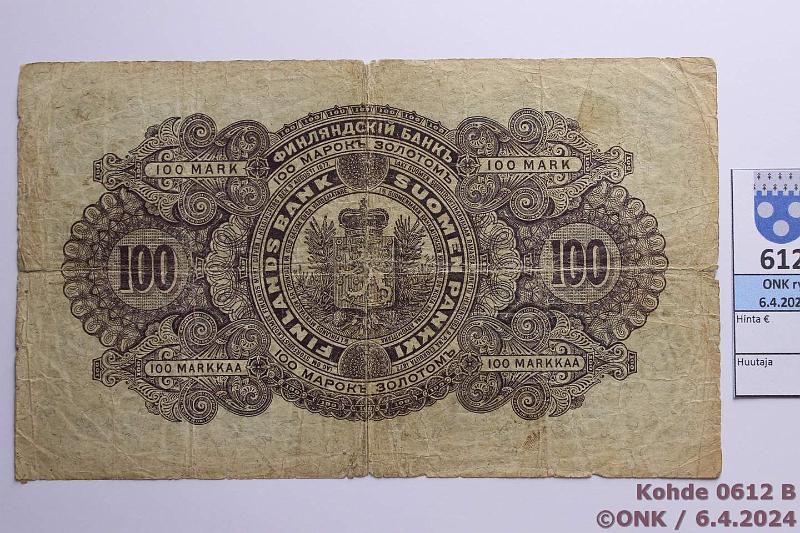 ФИНЛЯНДСКІЙ БАНКЪ
100 МАРОКЪ ЗОЛОТОМЪ
100 MARK
100 MARK
FINLANDS BANK
SUOMEN PANKKI
100
100
100 MARKKAA
100 MARKKAA
100 МАРОКЪ ЗОЛОТОМЪ
612
ONK
6.4.202
Hinta €
Huutaja
Kohde 0612 B
©ONK / 6.4.2024